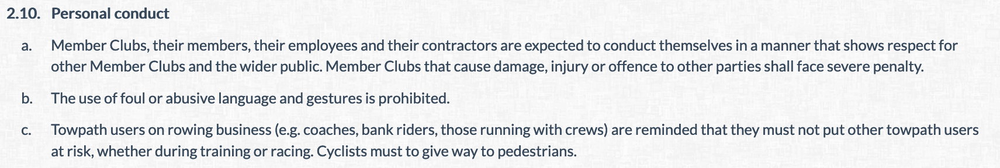 2.10. Personal conduct
a. Member Clubs, their members, their employees and their contractors are expected to conduct themselves in a manner that shows respect for
other Member Clubs and the wider public. Member Clubs that cause damage, injury or offence to other parties shall face severe penalty.
b. The use of foul or abusive language and gestures is prohibited.
c. Towpath users on rowing business (e.g. coaches, bank riders, those running with crews) are reminded that they must not put other towpath users
at risk, whether during training or racing. Cyclists must to give way to pedestrians.